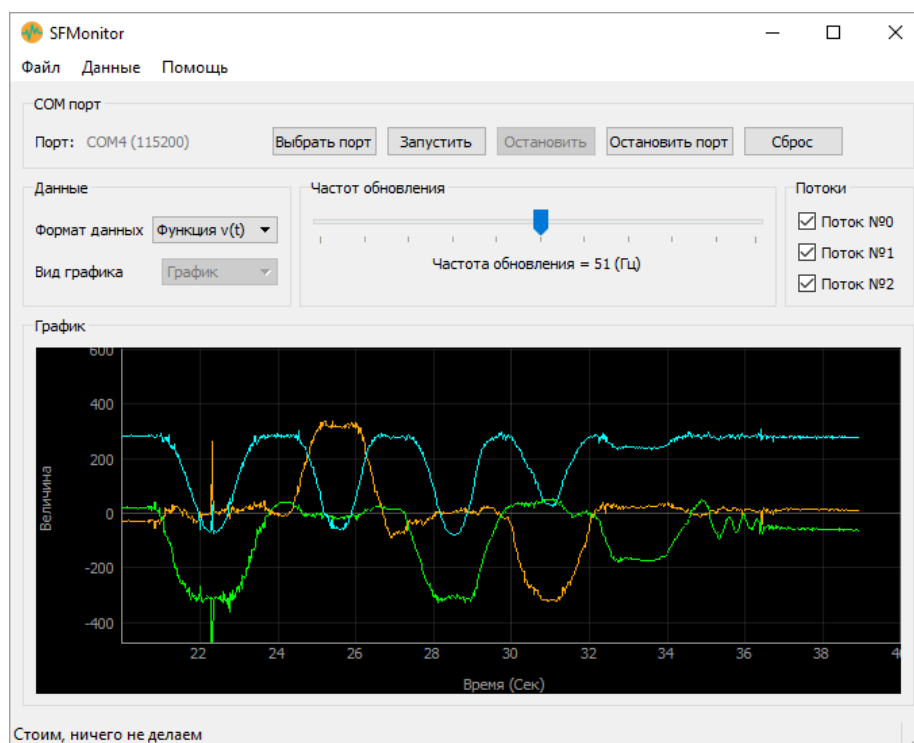 SFMonitor
Файл Данные Помощь
COM порт
Порт: COM4 (115200) Выбрать порт Запустить Остановить Остановить порт Сброс
Данные
Формат данных Функция v(t)
Вид графика График
Частот обновления
Частота обновления = 51 (Гц)
Потоки
Поток №0
Поток №1
Поток №2
График
Величина
600
400
200
0
-200
-400
22 24 26 28 30 32 34 36 38 40
Время (Сек)
Стоим, ничего не делаем